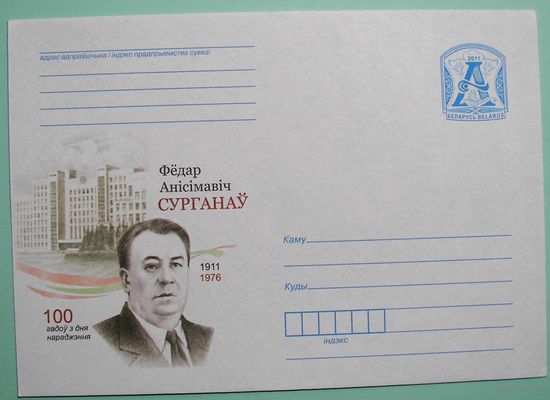 адрас адпраўшчыка і індэкс прадпрыемства сувязі
2011
А
БЕЛАРУСЬ BELARUS
Фёдар
Анісімавіч
СУРГАНАЎ
1911
1976
100
гадоў з дня
нараджэння
Каму
Куды
індэкс